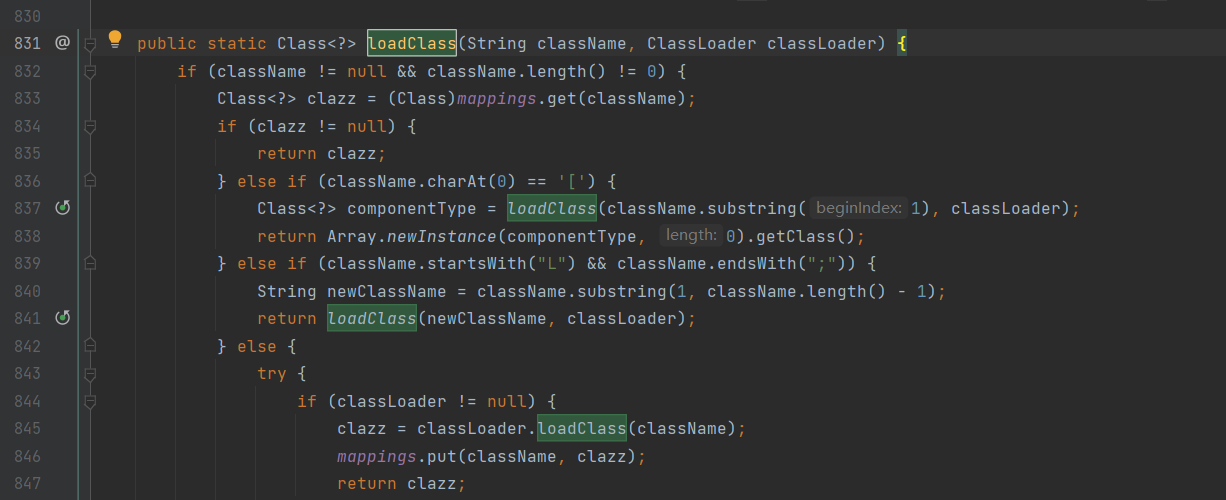 830
831 @ public static Class<?> loadClass(String className, ClassLoader classLoader) {
832 if (className != null && className.length() != 0) {
833 Class<?> clazz = (Class)mappings.get(className);
834 if (clazz != null) {
835 return clazz;
836 } else if (className.charAt(0) == '[') {
837 Class<?> componentType = loadClass(className.substring( beginIndex: 1), classLoader);
838 return Array.newInstance(componentType, length: 0).getClass();
839 } else if (className.startsWith("L") && className.endsWith(";")) {
840 String newClassName = className.substring(1, className.length() - 1);
841 return loadClass(newClassName, classLoader);
842 } else {
843 try {
844 if (classLoader != null) {
845 clazz = classLoader.loadClass(className);
846 mappings.put(className, clazz);
847 return clazz;